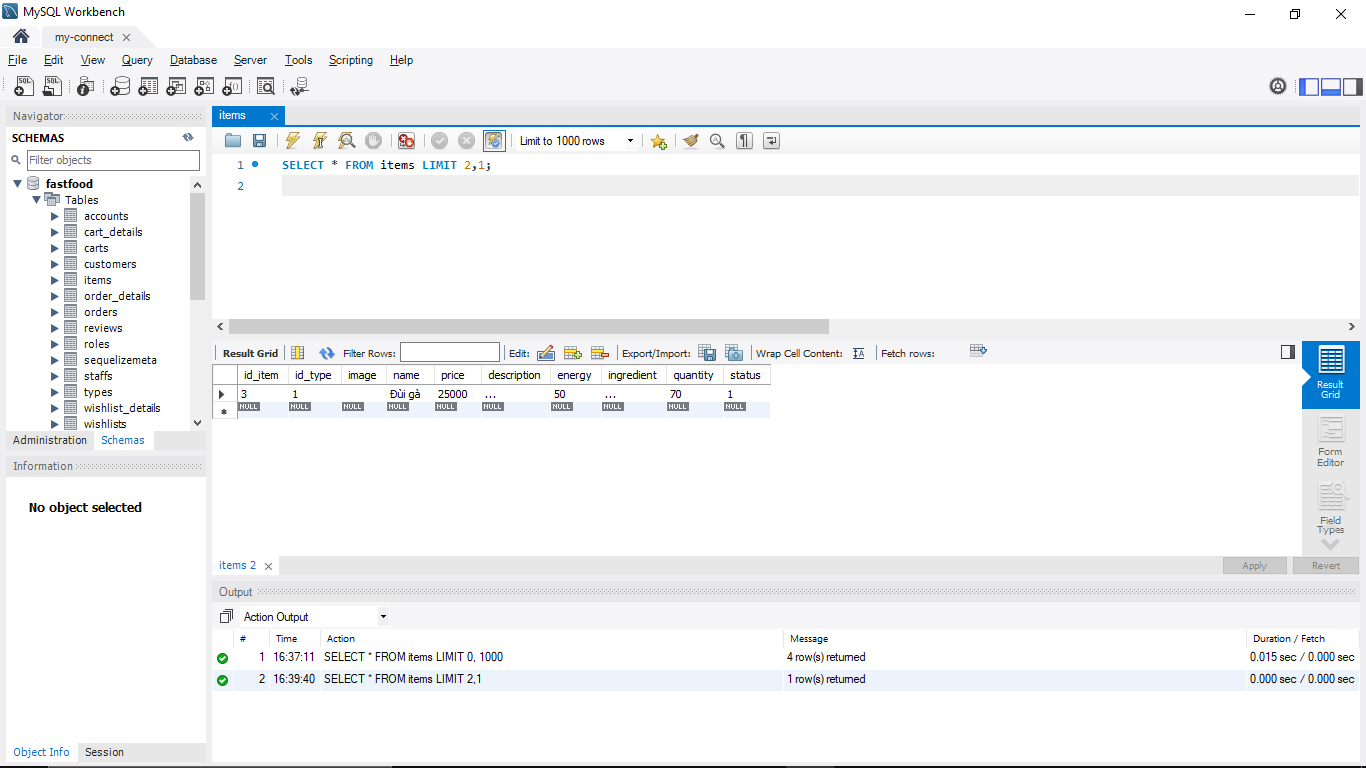 MySQL Workbench
my-connect
File Edit View Query Database Server Tools Scripting Help
Navigator
SCHEMAS
Filter objects
fastfood
Tables
accounts
cart_details
carts
customers
items
order_details
orders
reviews
roles
sequelizemeta
staffs
types
wishlist_details
wishlists
Administration Schemas
Information
No object selected
Object Info Session
items
Limit to 1000 rows
1 SELECT * FROM items LIMIT 2,1;
2
Result Grid Filter Rows: Edit: Export/Import: Wrap Cell Content: Fetch rows:
id_item id_type image name price description energy ingredient quantity status
3 1 Đùi gà 25000 ... 50 ... 70 1
NULL NULL NULL NULL NULL NULL NULL NULL NULL NULL
Result
Grid
Form
Editor
Field
Types
items 2
Apply Revert
Output
Action Output
# Time Action Message Duration / Fetch
1 16:37:11 SELECT * FROM items LIMIT 0, 1000 4 row(s) returned 0.015 sec / 0.000 sec
2 16:39:40 SELECT * FROM items LIMIT 2,1 1 row(s) returned 0.000 sec / 0.000 sec